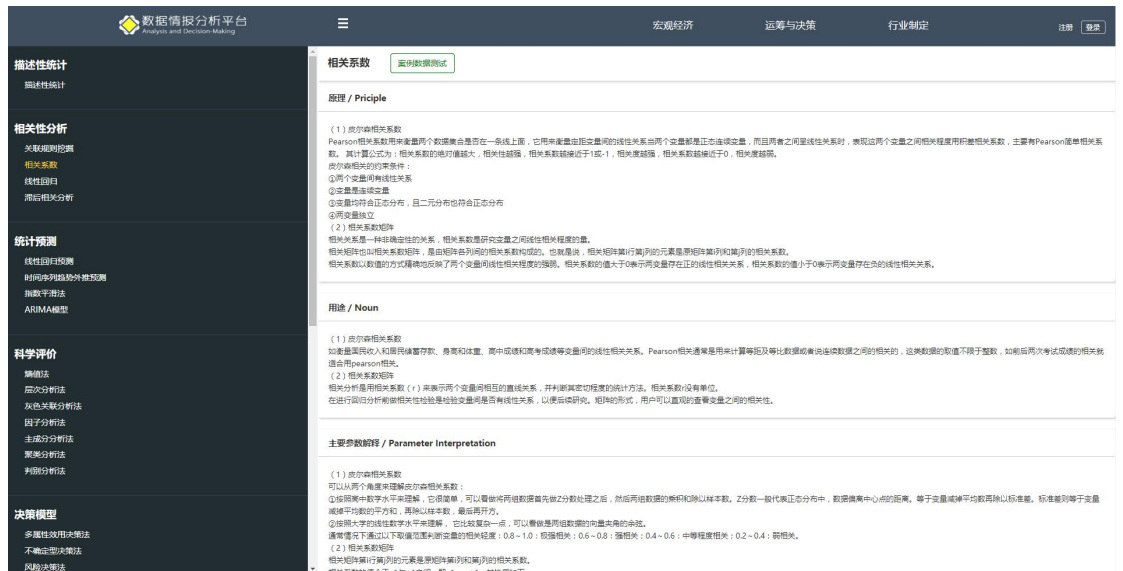 数据情报分析平台
Analysis and Decision-Making
宏观经济
运筹与决策
行业制定
注册
登录
描述性统计
描述性统计
相关性分析
关联规则挖掘
相关系数
线性回归
滞后相关分析
统计预测
线性回归预测
时间序列趋势外推预测
指数平滑法
ARIMA模型
科学评价
熵值法
层次分析法
灰色关联分析法
因子分析法
主成分分析法
聚类分析法
判别分析法
决策模型
多属性效用决策法
不确定型决策法
风险决策法
相关系数
案例数据测试
原理 / Priciple
（1）皮尔森相关系数
Pearson相关系数用来衡量两个数据集合是否在一条线上面，它用来衡量定距变量间的线性关系当两个变量都是正态连续变量，而且两者之间呈线性关系时，表现这两个变量之间相关程度用积差相关系数，主要有Pearson简单相关系
数。 其计算公式为：相关系数的绝对值越大，相关性越强，相关系数越接近于1或-1，相关度越强，相关系数越接近于0，相关度越弱。
皮尔森相关的约束条件：
①两个变量间有线性关系
②变量是连续变量
③变量均符合正态分布，且二元分布也符合正态分布
④两变量独立
（2）相关系数矩阵
相关关系是一种非确定性的关系，相关系数是研究变量之间线性相关程度的量。
相关矩阵也叫相关系数矩阵，是由矩阵各列间的相关系数构成的。也就是说，相关矩阵第i行第j列的元素是原矩阵第i列和第j列的相关系数。
相关系数以数值的方式精确地反映了两个变量间线性相关程度的强弱。相关系数的值大于0表示两变量存在正的线性相关关系，相关系数的值小于0表示两变量存在负的线性相关关系。
用途 / Noun
（1）皮尔森相关系数
如衡量国民收入和居民储蓄存款、身高和体重、高中成绩和高考成绩等变量间的线性相关关系。Pearson相关通常是用来计算等距及等比数据或者说连续数据之间的相关的，这类数据的取值不限于整数，如前后两次考试成绩的相关就
适合用pearson相关。
（2）相关系数矩阵
相关分析是用相关系数（r）来表示两个变量间相互的直线关系，并判断其密切程度的统计方法。相关系数r没有单位。
在进行回归分析前做相关性检验是检验变量间是否有线性关系，以便后续研究。矩阵的形式，用户可以直观的查看变量之间的相关性。
主要参数解释 / Parameter Interpretation
（1）皮尔森相关系数
可以从两个角度来理解皮尔森相关系数：
①按照高中数学水平来理解，它很简单，可以看做将两组数据首先做Z分数处理之后，然后两组数据的乘积和除以样本数。Z分数一般代表正态分布中，数据偏离中心点的距离。等于变量减掉平均数再除以标准差。标准差则等于变量
减掉平均数的平方和，再除以样本数，最后再开方。
②按照大学的线性数学水平来理解， 它比较复杂一点，可以看做是两组数据的向量夹角的余弦。
通常情况下通过以下取值范围判断变量的相关轻度：0.8～1.0：极强相关；0.6～0.8：强相关；0.4～0.6：中等程度相关；0.2～0.4：弱相关。
（2）相关系数矩阵
相关矩阵第i行第j列的元素是原矩阵第i列和第j列的相关系数。